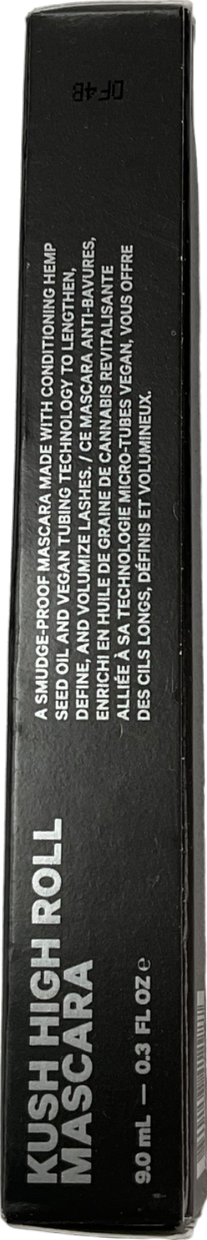 KUSH HIGH ROLL
MASCARA
9.0 mL — 0.3 FL OZ ℮
A SMUDGE-PROOF MASCARA MADE WITH CONDITIONING HEMP
SEED OIL AND VEGAN TUBING TECHNOLOGY TO LENGTHEN,
DEFINE, AND VOLUMIZE LASHES. / CE MASCARA ANTI-BAVURES,
ENRICHI EN HUILE DE GRAINE DE CANNABIS REVITALISANTE
ALLIÉE À SA TECHNOLOGIE MICRO-TUBES VEGAN, VOUS OFFRE
DES CILS LONGS, DÉFINIS ET VOLUMINEUX.
DF4B